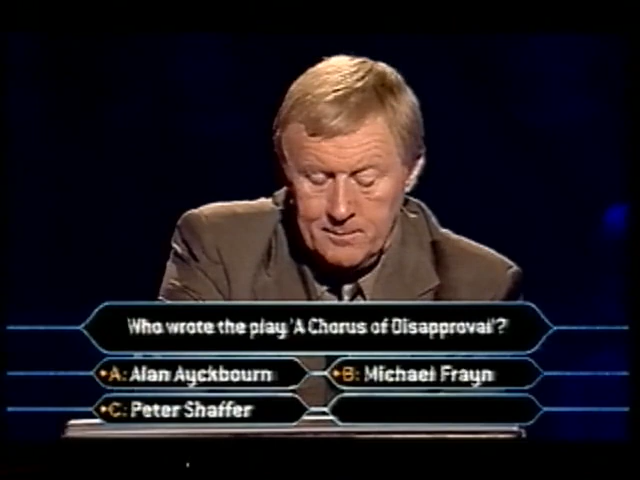 Who wrote the play 'A Chorus of Disapproval'?
A: Alan Ayckbourn
B: Michael Frayn
C: Peter Shaffer